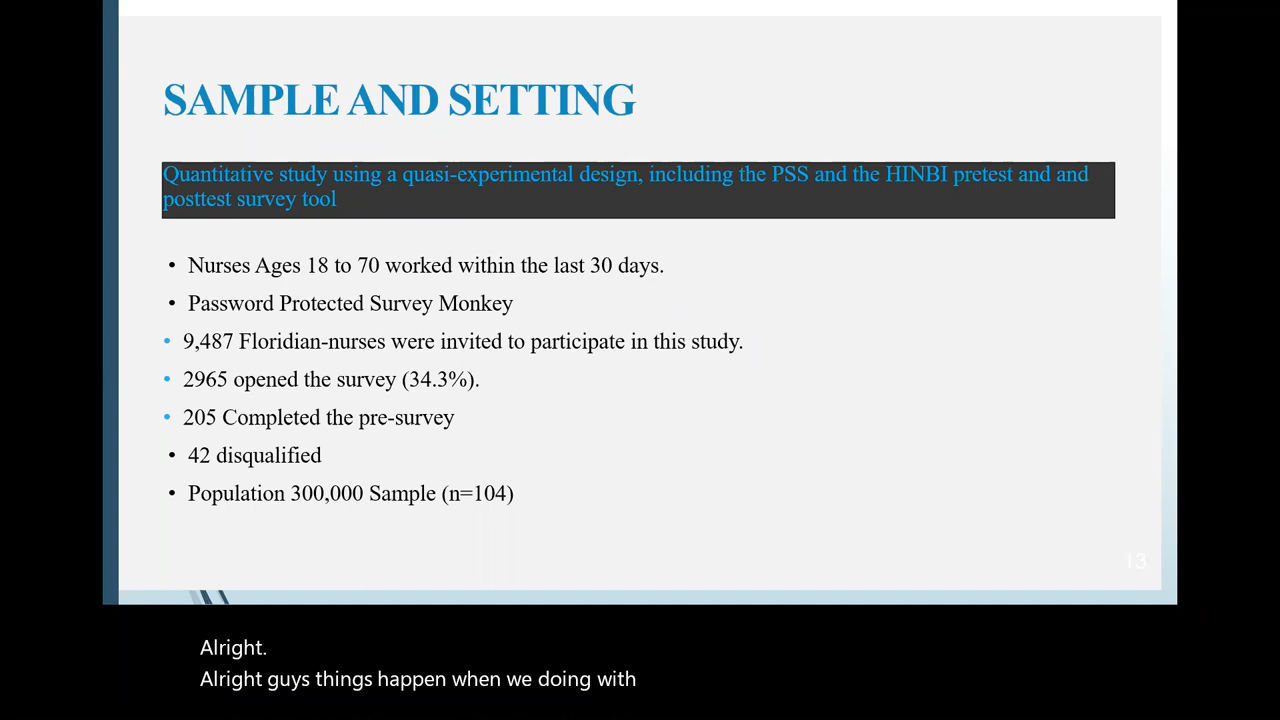 SAMPLE AND SETTING
Quantitative study using a quasi-experimental design, including the PSS and the HINBI pretest and and
posttest survey tool
• Nurses Ages 18 to 70 worked within the last 30 days.
• Password Protected Survey Monkey
• 9,487 Floridian-nurses were invited to participate in this study.
• 2965 opened the survey (34.3%).
• 205 Completed the pre-survey
• 42 disqualified
• Population 300,000 Sample (n=104)
13
Alright.
Alright guys things happen when we doing with